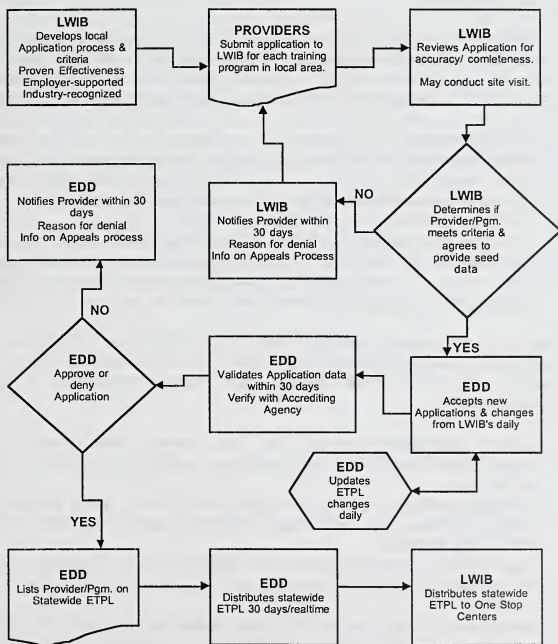 LWIB
Develops local
Application process &
criteria
Proven Effectiveness
Employer-supported
Industry-recognized
PROVIDERS
Submit application to
LWIB for each training
program in local area.
LWIB
Reviews Application for
accuracy/ comleteness.
May conduct site visit.
EDD
Notifies Provider within 30
days
Reason for denial
Info on Appeals process
LWIB
Notifies Provider within
30 days
Reason for denial
Info on Appeals Process
NO
LWIB
Determines if
Provider/Pgm.
meets criteria &
agrees to
provide seed
data
NO
YES
EDD
Approve or
deny
Application
EDD
Validates Application data
within 30 days
Verify with Accrediting
Agency
EDD
Accepts new
Applications & changes
from LWIB's daily
EDD
Updates
ETPL
changes
daily
YES
EDD
Lists Provider/Pgm. on
Statewide ETPL
EDD
Distributes statewide
ETPL 30 days/realtime
LWIB
Distributes statewide
ETPL to One Stop
Centers